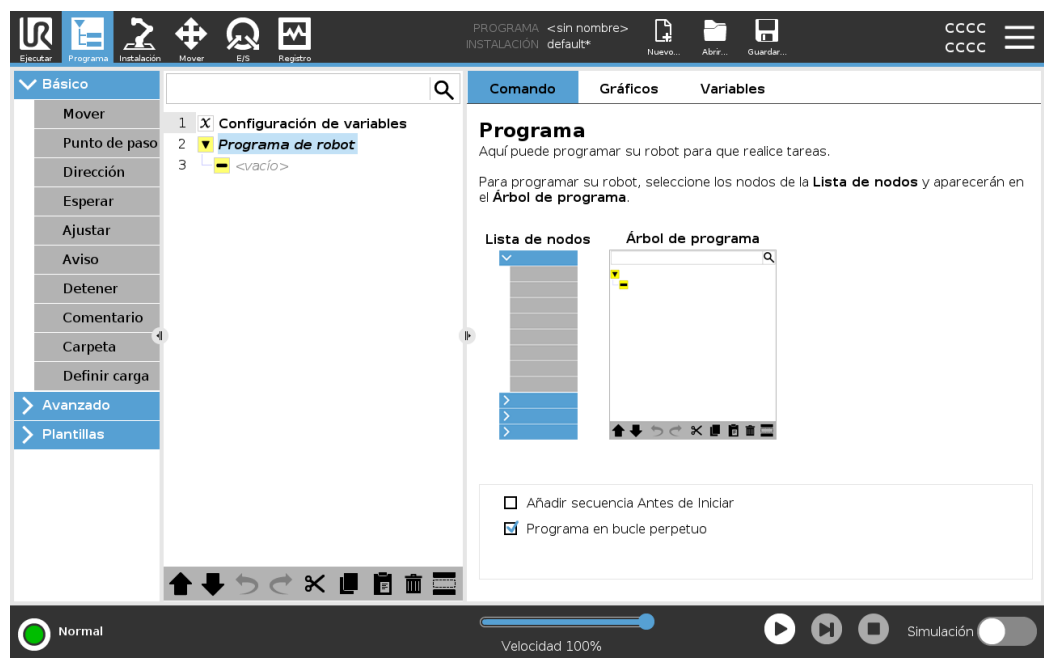 PROGRAMA <sin nombre>
INSTALACIÓN default*
Ejecutar Programa Instalación Mover E/S Registro
Nuevo... Abrir... Guardar...
cccc
cccc
Básico
Mover
Punto de paso
Dirección
Esperar
Ajustar
Aviso
Detener
Comentario
Carpeta
Definir carga
Avanzado
Plantillas
1 X Configuración de variables
2 Programa de robot
3 <vacío>
Comando Gráficos Variables
Programa
Aquí puede programar su robot para que realice tareas.
Para programar su robot, seleccione los nodos de la Lista de nodos y aparecerán en
el Árbol de programa.
Lista de nodos Árbol de programa
Añadir secuencia Antes de Iniciar
Programa en bucle perpetuo
Normal
Velocidad 100%
Simulación